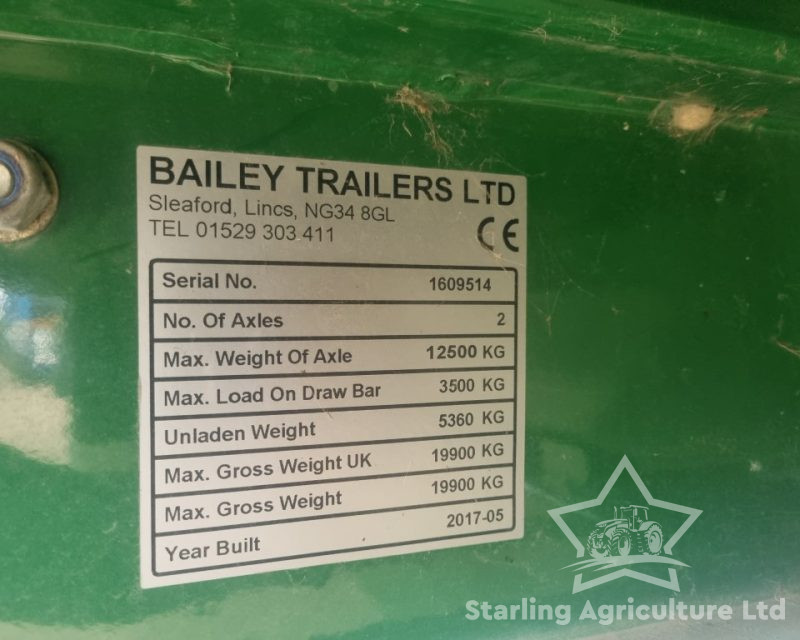 BAILEY TRAILERS LTD
Sleaford, Lincs, NG34 8GL
TEL 01529 303 411
CE
Serial No. 1609514
No. Of Axles 2
Max. Weight Of Axle 12500 KG
Max. Load On Draw Bar 3500 KG
Unladen Weight 5360 KG
Max. Gross Weight UK 19900 KG
Max. Gross Weight 19900 KG
Year Built 2017-05
Starling Agriculture Ltd